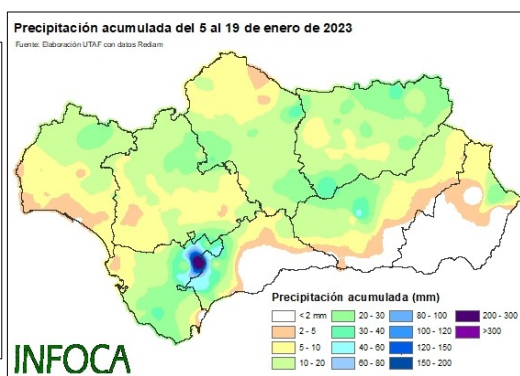 Precipitación acumulada del 5 al 19 de enero de 2023
Fuente: Elaboración UTAF con datos Rediam
Precipitación acumulada (mm)
< 2 mm 20 - 30 80 - 100 200 - 300
2 - 5 30 - 40 100 - 120 >300
5 - 10 40 - 60 120 - 150
10 - 20 60 - 80 150 - 200
INFOCA